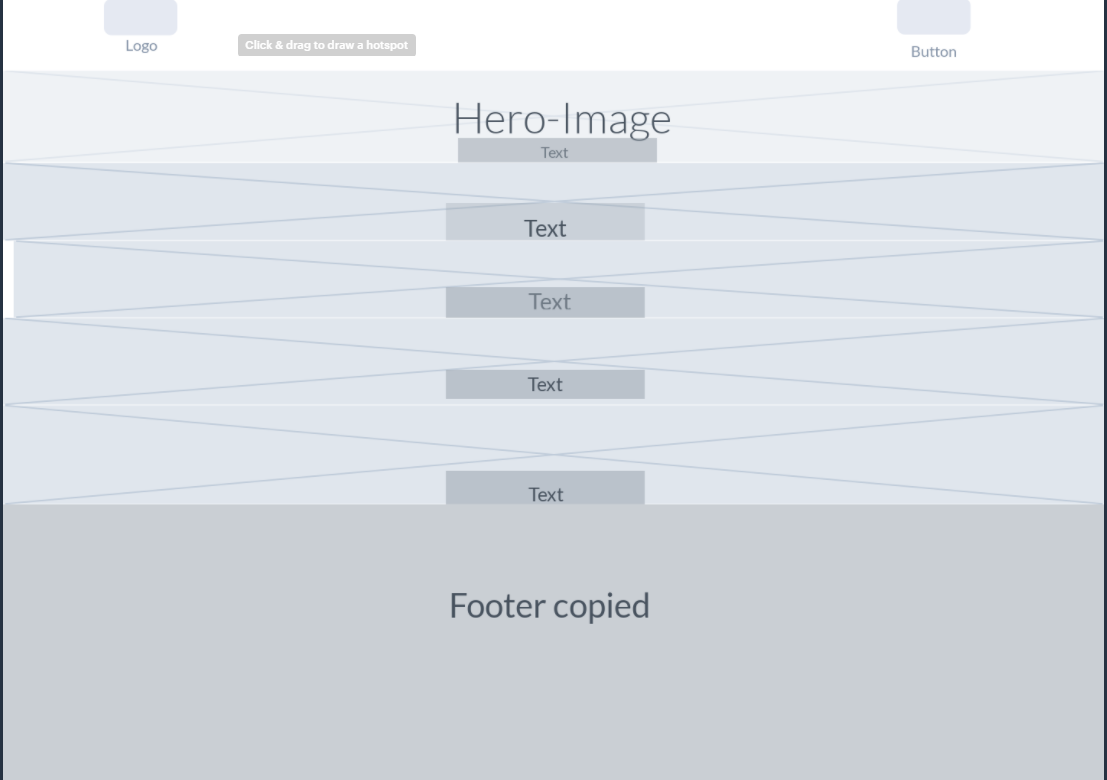 Logo
Click & drag to draw a hotspot
Button
Hero-Image
Text
Text
Text
Text
Text
Footer copied